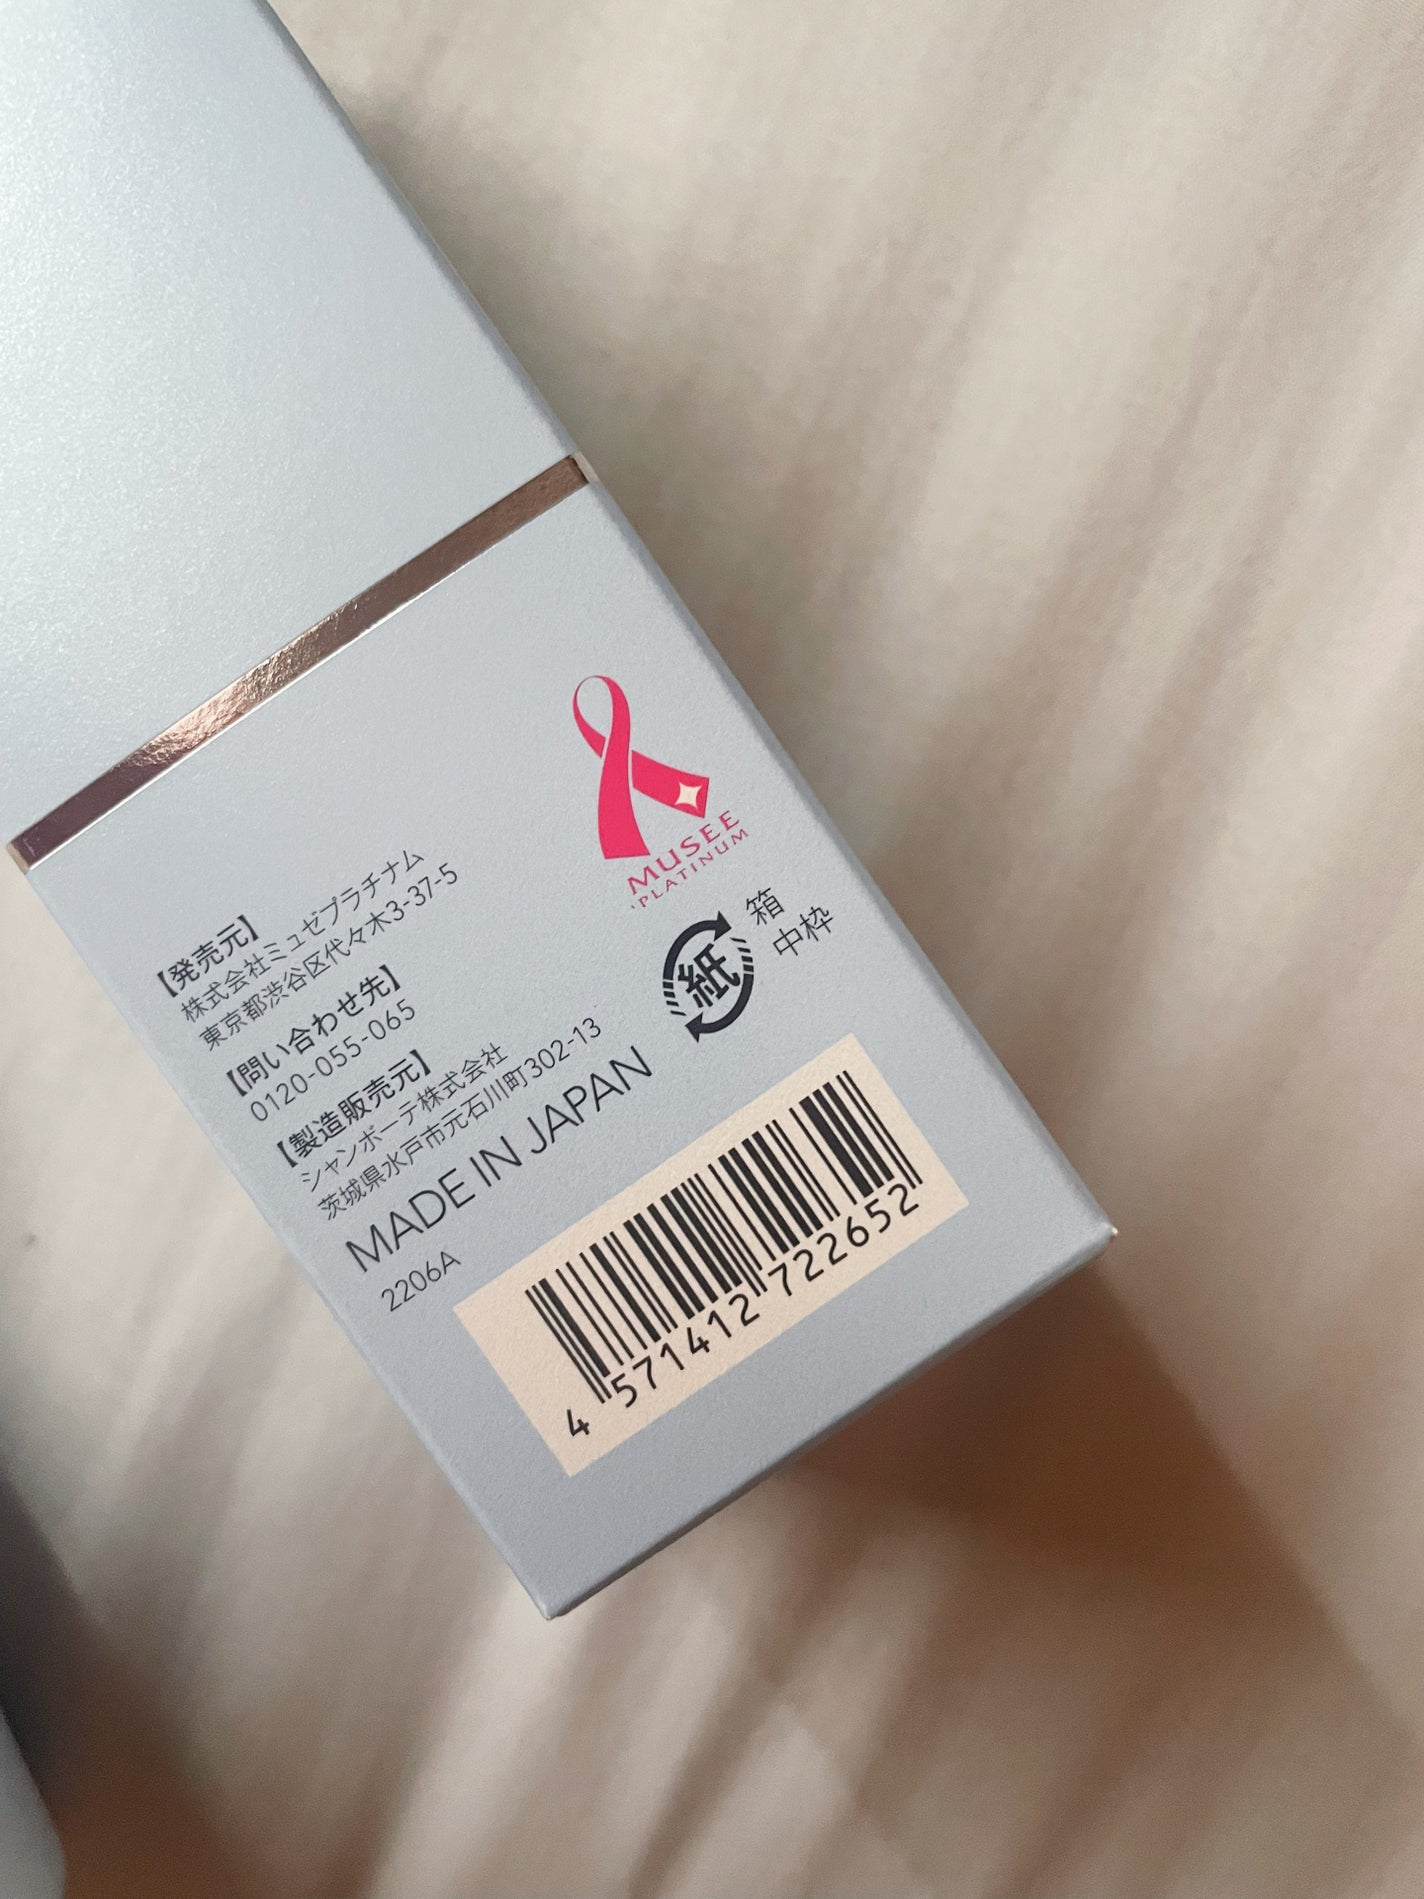 MUSEE
PLATINUM
【発売元】
株式会社ミュゼプラチナム
東京都渋谷区代々木3-37-5
【問い合わせ先】
0120-055-065
【製造販売元】
シャンボーテ株式会社
茨城県水戸市元石川町302-13
MADE IN JAPAN
2206A
紙
箱
中枠
4 571412 722652